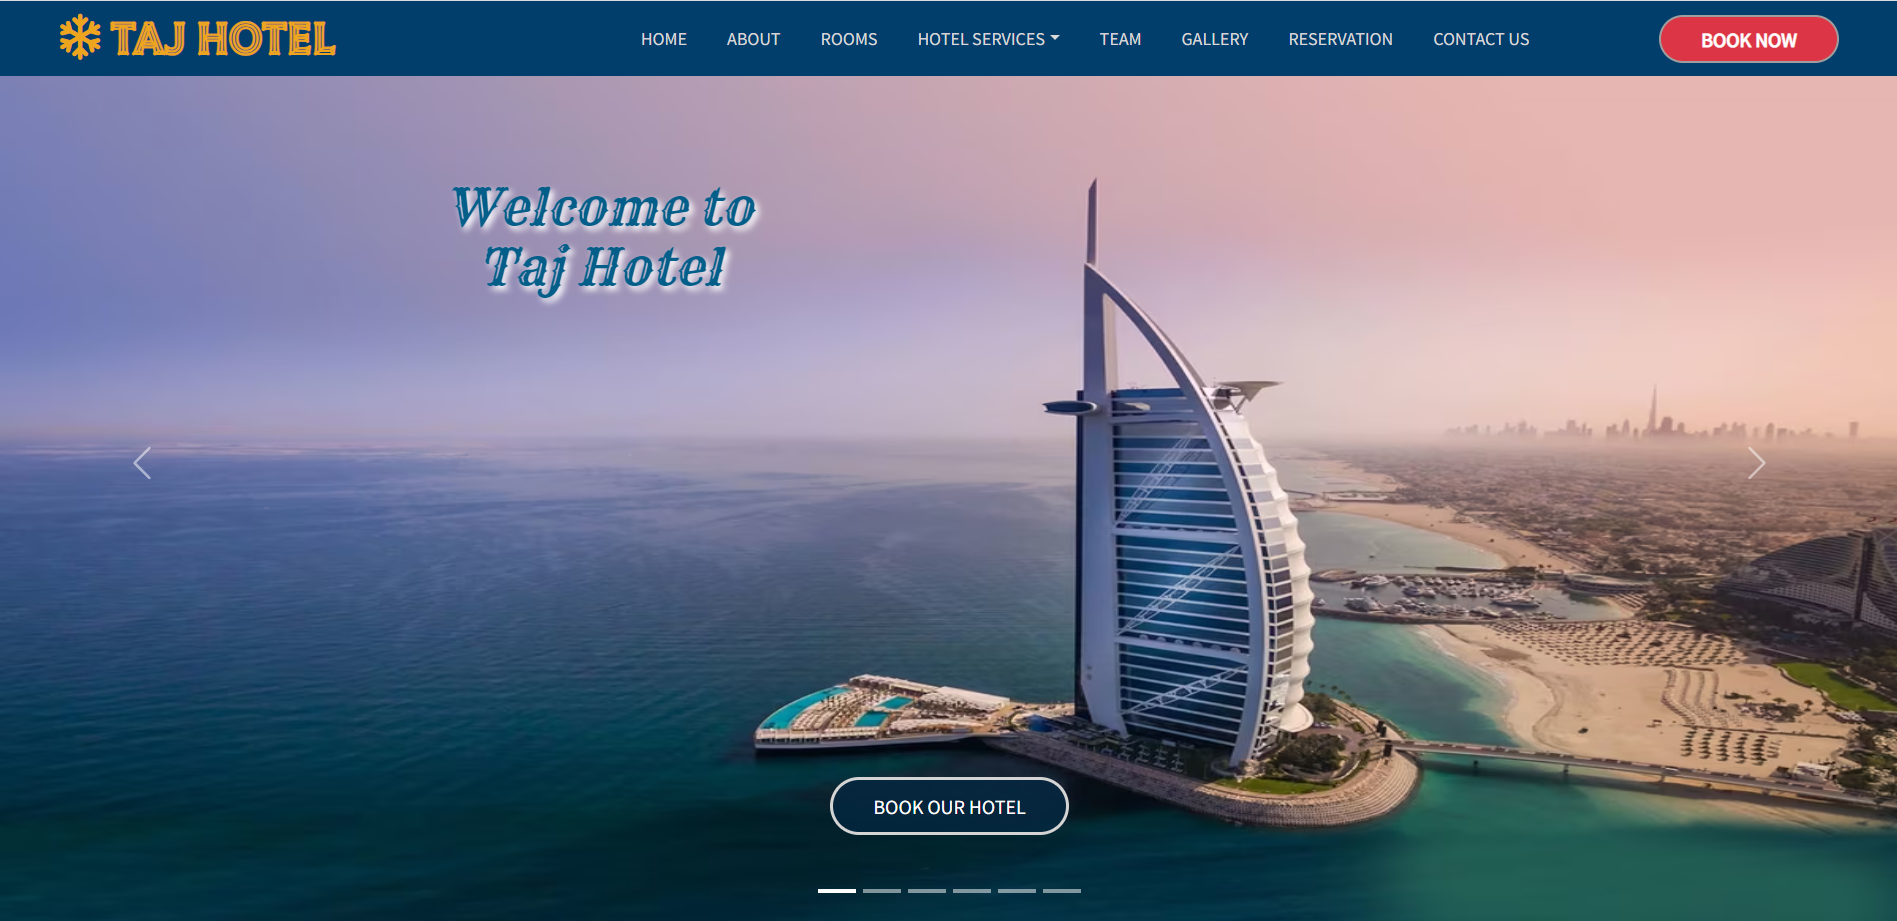 TAJ HOTEL
HOME ABOUT ROOMS HOTEL SERVICES TEAM GALLERY RESERVATION CONTACT US
BOOK NOW
Welcome to
Taj Hotel
BOOK OUR HOTEL